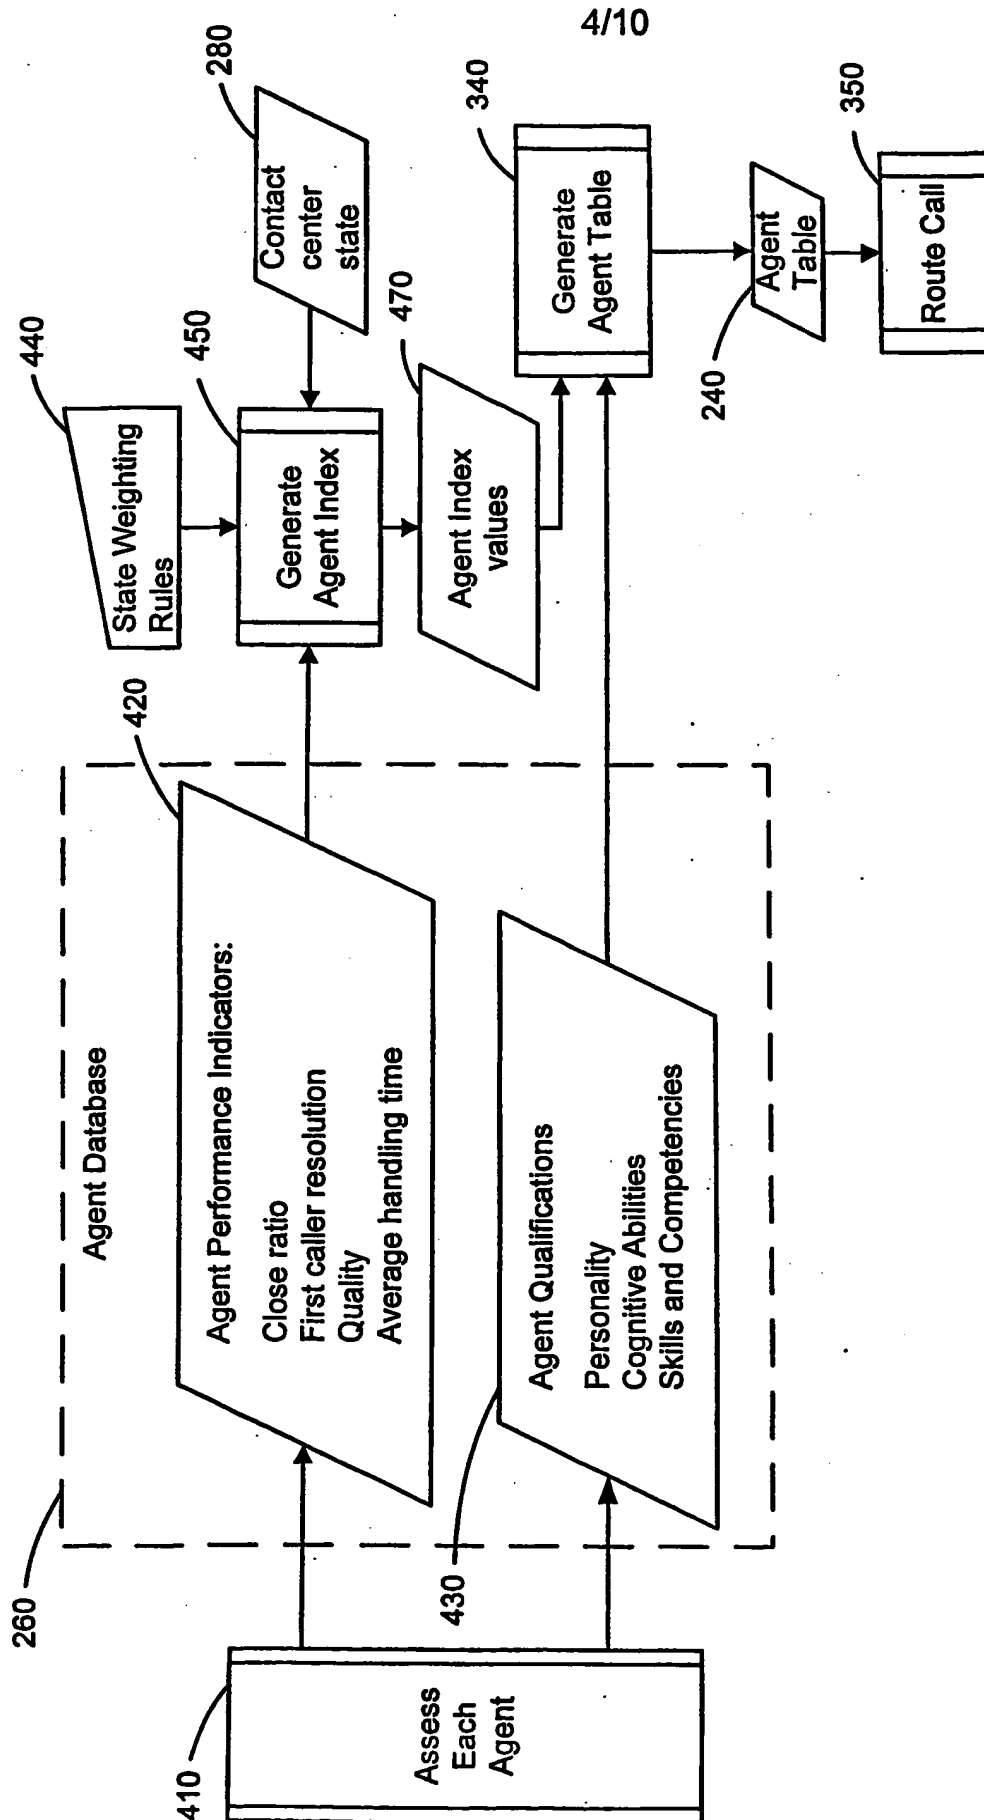 4/10
260
Agent Database
410
Assess
Each
Agent
420
Agent Performance Indicators:
Close ratio
First caller resolution
Quality
Average handling time
430
Agent Qualifications
Personality
Cognitive Abilities
Skills and Competencies
440
State Weighting
Rules
450
Generate
Agent Index
280
Contact
center
state
470
Agent Index
values
340
Generate
Agent Table
240
Agent
Table
350
Route Call